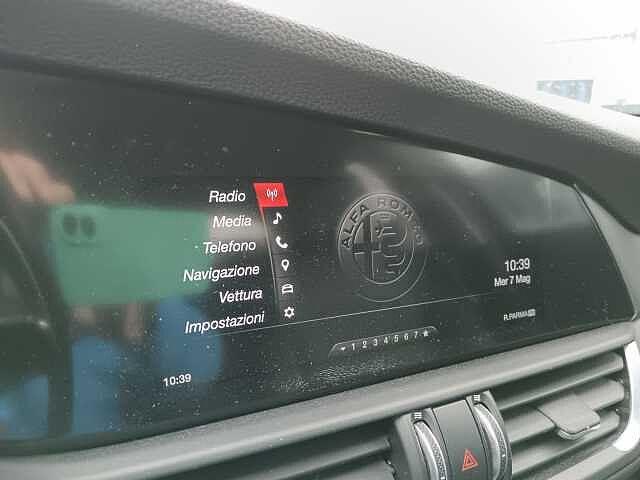 Radio
Media
Telefono
Navigazione
Vettura
Impostazioni
ALFA ROMEO
10:39
Mer 7 Mag
R.PARMA
1 2 3 4 5 6 7
10:39